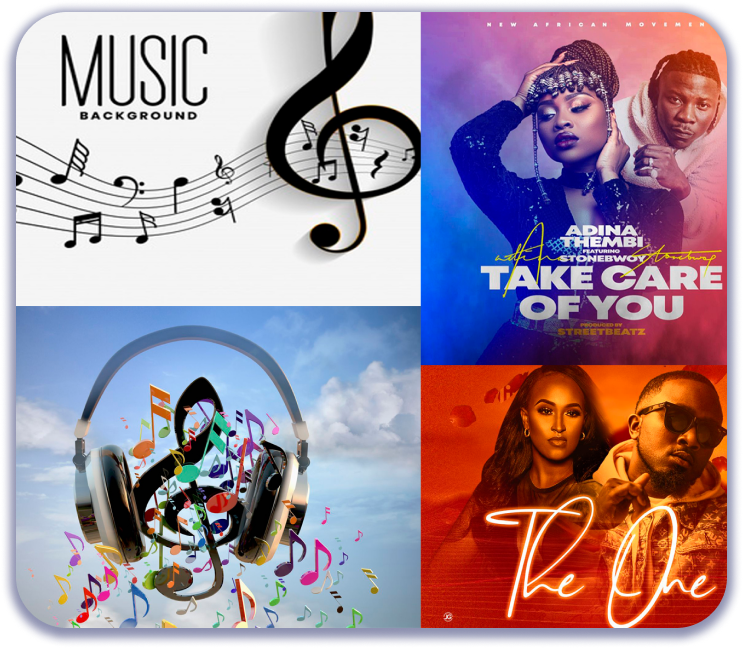 MUSIC
BACKGROUND
NEW AFRICAN MOVEMEN
ADINA
THEMBI
FEATURING
STONEBWOY
TAKE CARE
OF YOU
PRODUCED BY
STREETBEATZ
The One